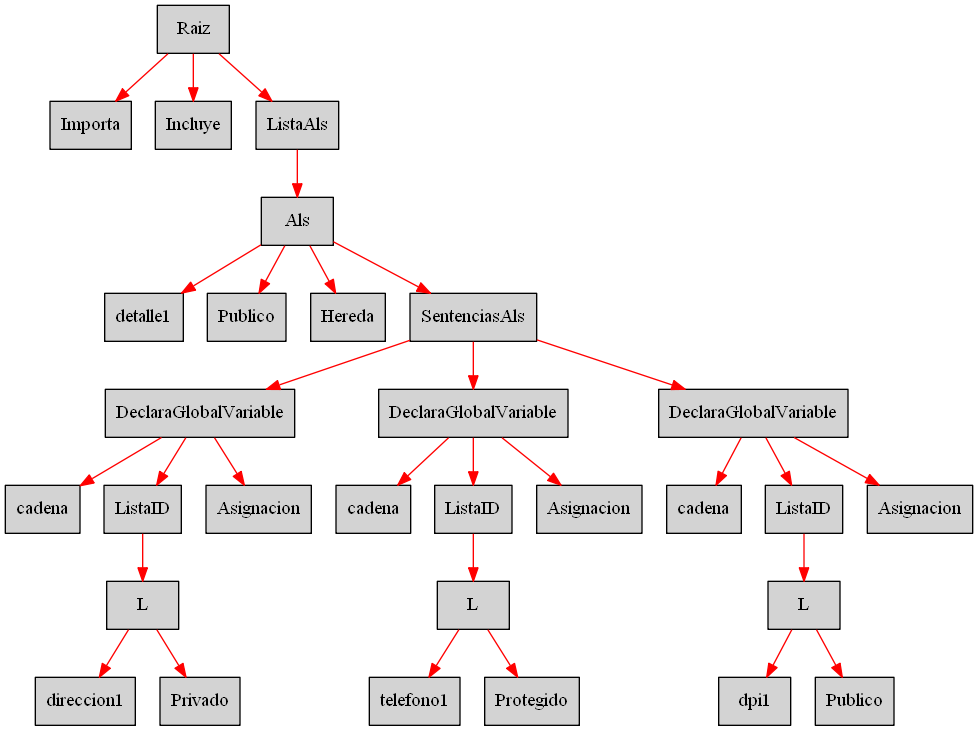 Raiz
Importa
Incluye
ListaAls
Als
detalle1
Publico
Hereda
SentenciasAls
DeclaraGlobalVariable
DeclaraGlobalVariable
DeclaraGlobalVariable
cadena
ListaID
Asignacion
cadena
ListaID
Asignacion
cadena
ListaID
Asignacion
L
L
L
direccion1
Privado
telefono1
Protegido
dpi1
Publico